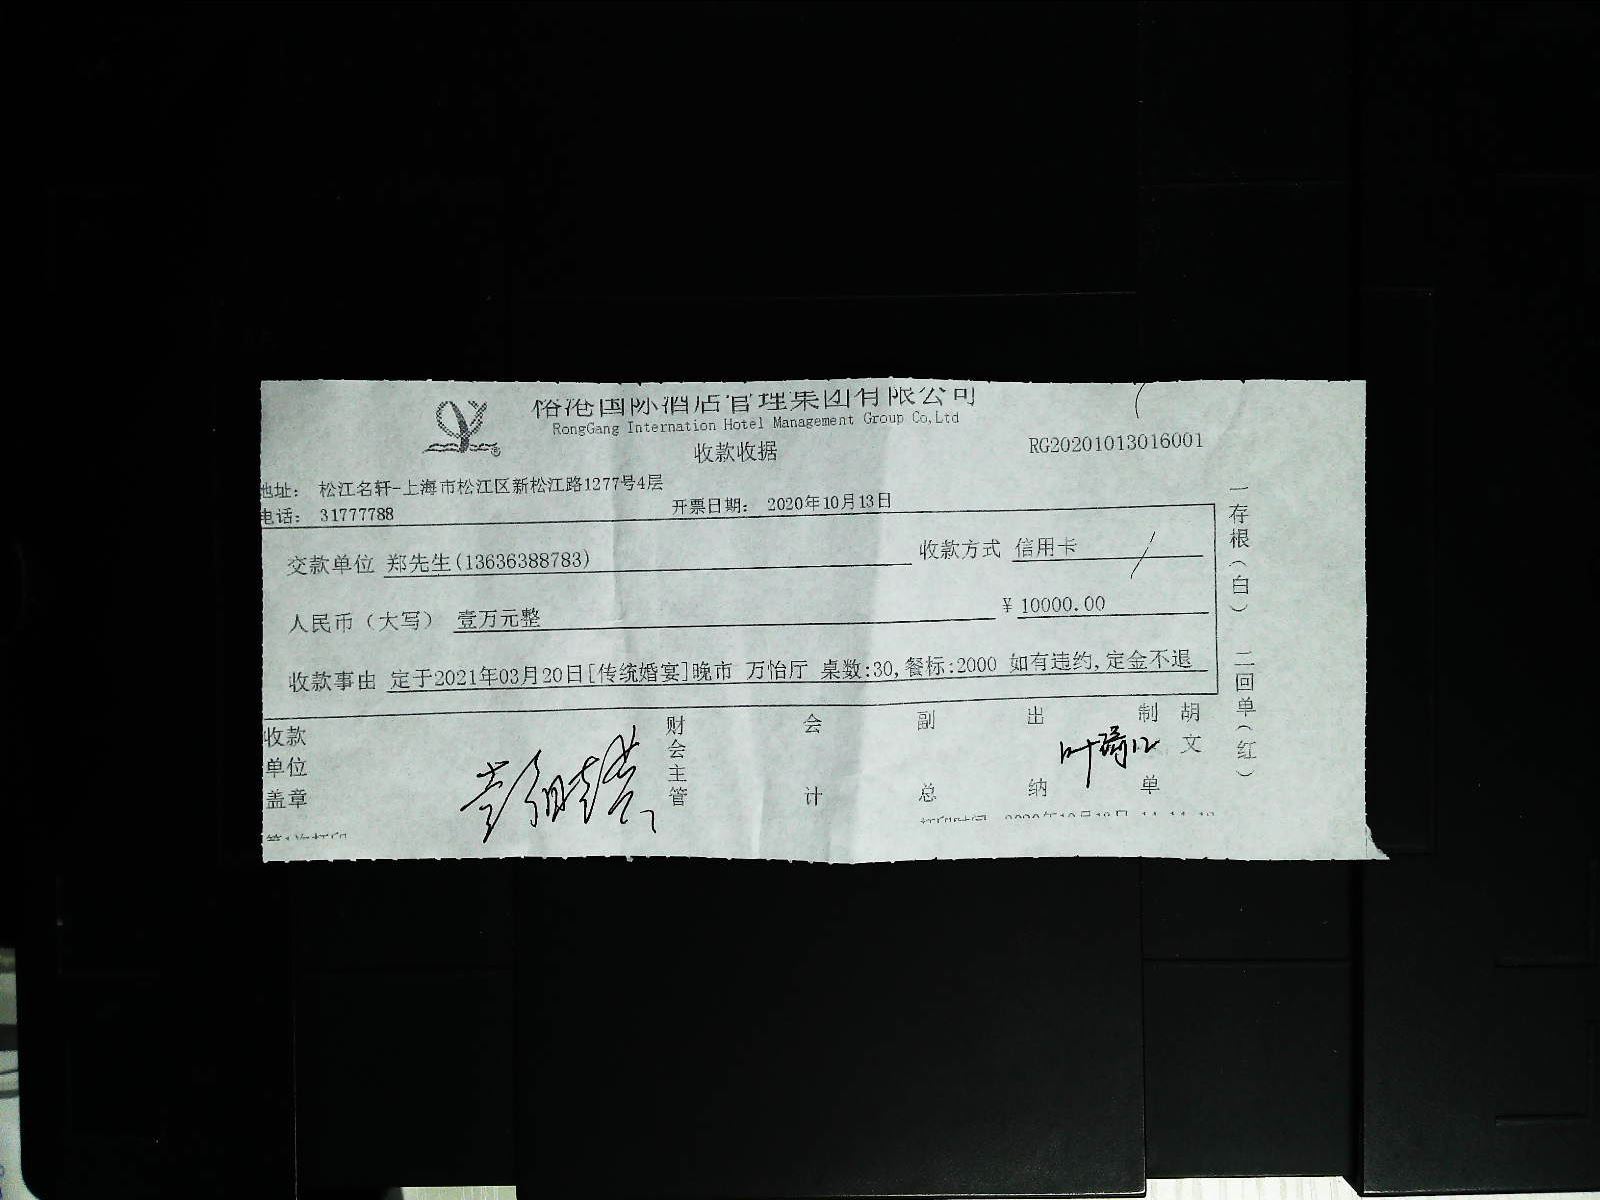 国际酒店管理集团有限公司
RongGang Internation Hotel Management Group Co,Ltd
收款收据
RG20201013016001
地址： 松江名轩-上海市松江区新松江路1277号4层
电话： 31777788
开票日期： 2020年10月13日
交款单位 郑先生(13636388783)
收款方式 信用卡
人民币（大写） 壹万元整
¥ 10000.00
收款事由 定于2021年03月20日[传统婚宴]晚市 万怡厅 桌数:30,餐标:2000 如有违约,定金不退
一存根（白） 二回单（红）
收款单位盖章
财会主管
会计
副总
出纳
制单
胡文